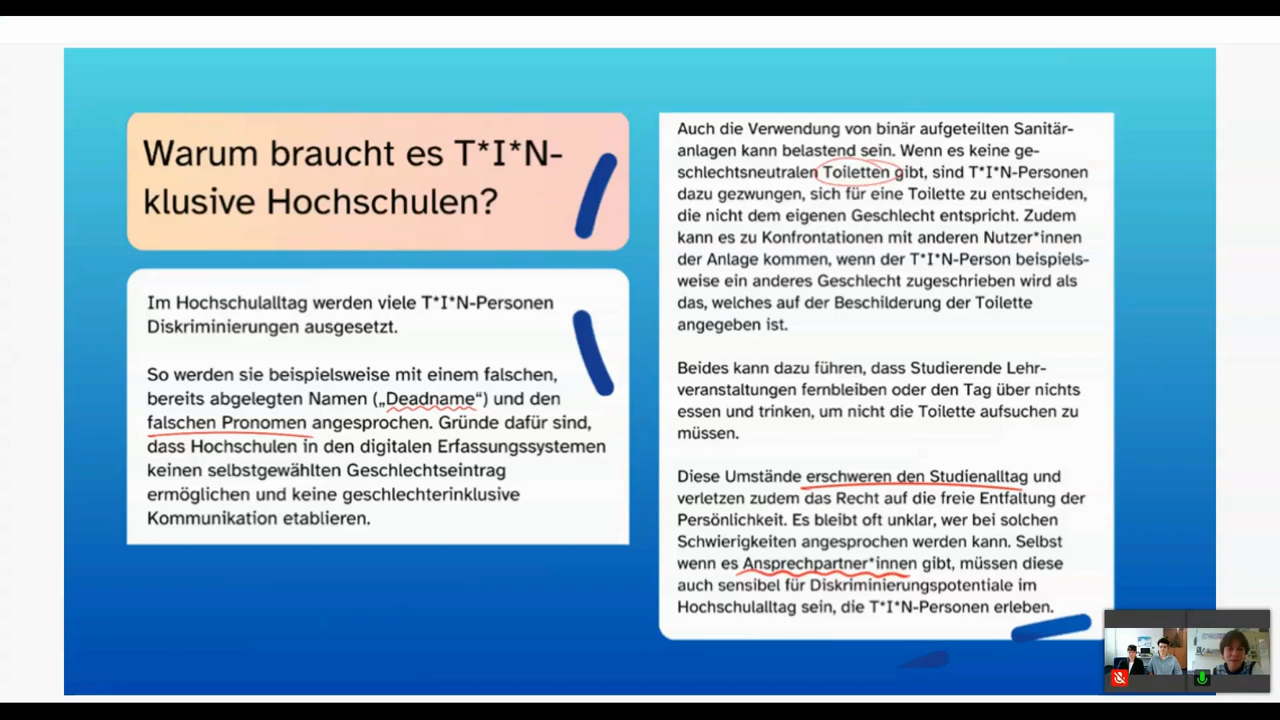 Warum braucht es T*I*N-
klusive Hochschulen?
Im Hochschulalltag werden viele T*I*N-Personen
Diskriminierungen ausgesetzt.
So werden sie beispielsweise mit einem falschen,
bereits abgelegten Namen („Deadname“) und den
falschen Pronomen angesprochen. Gründe dafür sind,
dass Hochschulen in den digitalen Erfassungssystemen
keinen selbstgewählten Geschlechtseintrag
ermöglichen und keine geschlechterinklusive
Kommunikation etablieren.
Auch die Verwendung von binär aufgeteilten Sanitär-
anlagen kann belastend sein. Wenn es keine ge-
schlechtsneutralen Toiletten gibt, sind T*I*N-Personen
dazu gezwungen, sich für eine Toilette zu entscheiden,
die nicht dem eigenen Geschlecht entspricht. Zudem
kann es zu Konfrontationen mit anderen Nutzer*innen
der Anlage kommen, wenn der T*I*N-Person beispiels-
weise ein anderes Geschlecht zugeschrieben wird als
das, welches auf der Beschilderung der Toilette
angegeben ist.
Beides kann dazu führen, dass Studierende Lehr-
veranstaltungen fernbleiben oder den Tag über nichts
essen und trinken, um nicht die Toilette aufsuchen zu
müssen.
Diese Umstände erschweren den Studienalltag und
verletzen zudem das Recht auf die freie Entfaltung der
Persönlichkeit. Es bleibt oft unklar, wer bei solchen
Schwierigkeiten angesprochen werden kann. Selbst
wenn es Ansprechpartner*innen gibt, müssen diese
auch sensibel für Diskriminierungspotentiale im
Hochschulalltag sein, die T*I*N-Personen erleben.